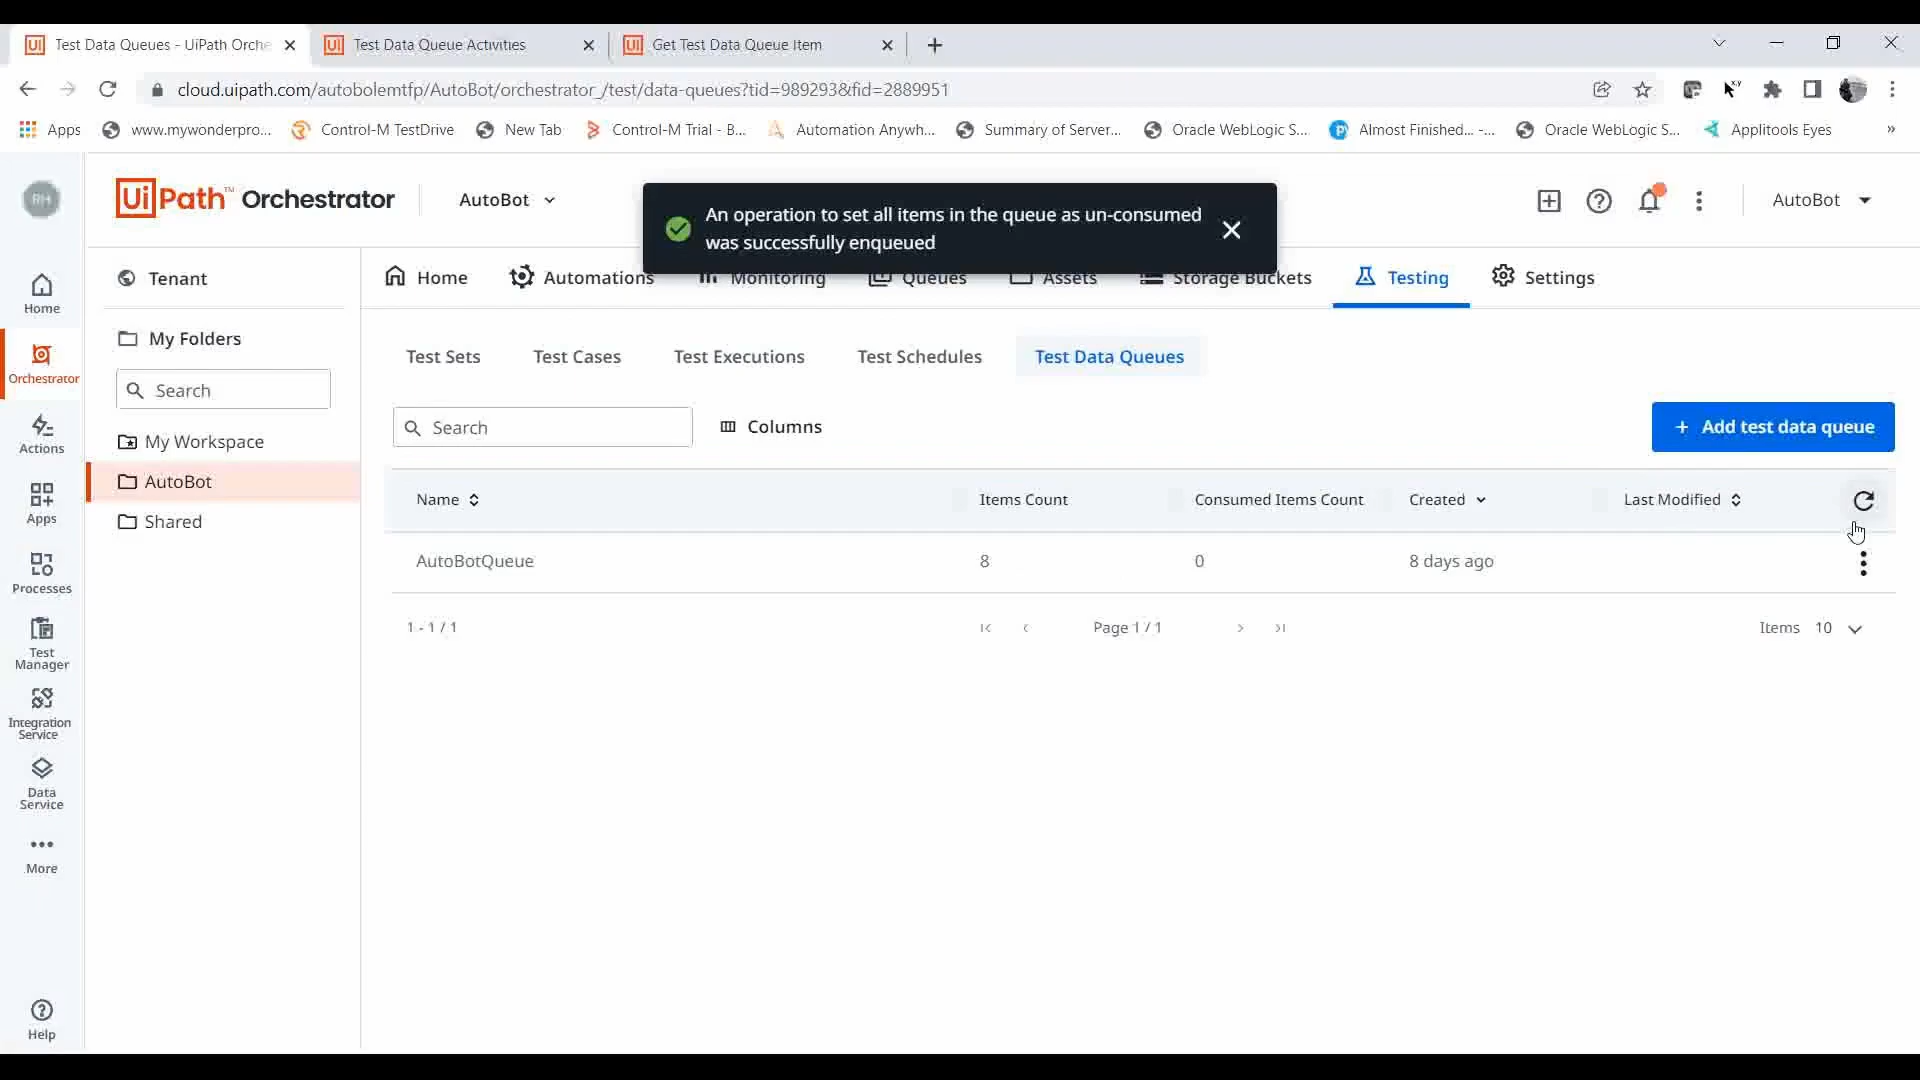 Test Data Queues - UiPath Orche
Test Data Queue Activities
Get Test Data Queue Item
cloud.uipath.com/autobolemtfp/AutoBot/orchestrator_/test/data-queues?tid=989293&fid=2889951
Apps
www.mywonderpro...
Control-M TestDrive
New Tab
Control-M Trial - B...
Automation Anywh...
Summary of Server...
Oracle WebLogic S...
Almost Finished... -...
Oracle WebLogic S...
Applitools Eyes
»
RH
UiPath™ Orchestrator
AutoBot
An operation to set all items in the queue as un-consumed
was successfully enqueued
AutoBot
Home
Orchestrator
Actions
Apps
Processes
Test
Manager
Integration
Service
Data
Service
More
Help
Tenant
My Folders
Search
My Workspace
AutoBot
Shared
Home
Automations
Monitoring
Queues
Assets
Storage Buckets
Testing
Settings
Test Sets
Test Cases
Test Executions
Test Schedules
Test Data Queues
Search
Columns
+ Add test data queue
Name
Items Count
Consumed Items Count
Created
Last Modified
AutoBotQueue
8
0
8 days ago
1 - 1 / 1
Page 1 / 1
Items 10